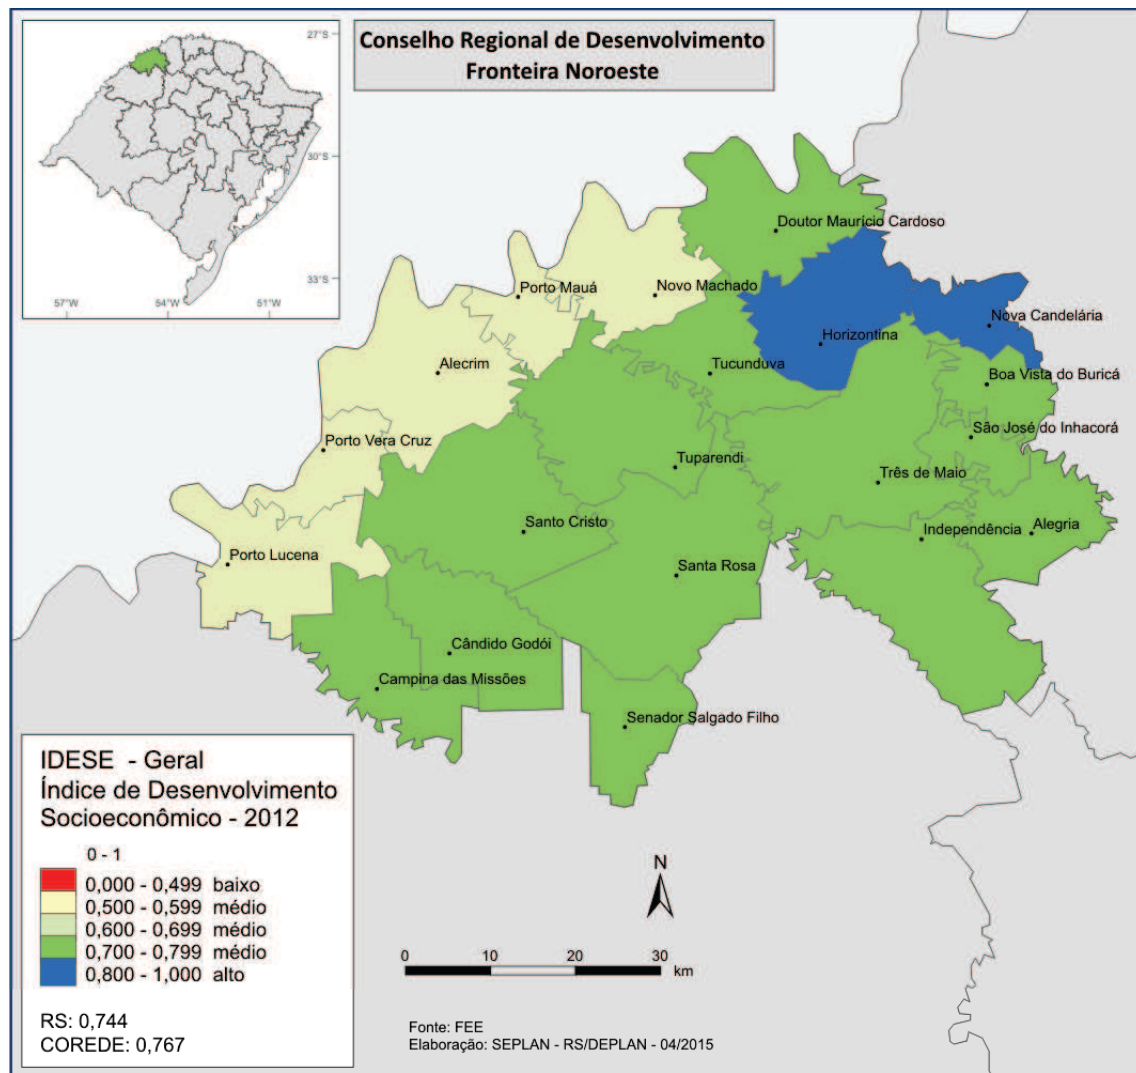 Conselho Regional de Desenvolvimento
Fronteira Noroeste
27°S
30°S
33°S
57°W
54°W
51°W
Doutor Maurício Cardoso
Porto Mauá
Novo Machado
Nova Candelária
Horizontina
Alecrim
Tucunduva
Boa Vista do Buricá
São José do Inhacorá
Porto Vera Cruz
Tuparendi
Três de Maio
Santo Cristo
Independência
Alegria
Porto Lucena
Santa Rosa
Cândido Godói
Campina das Missões
Senador Salgado Filho
IDESE - Geral
Índice de Desenvolvimento
Socioeconômico - 2012
0 - 1
0,000 - 0,499 baixo
0,500 - 0,599 médio
0,600 - 0,699 médio
0,700 - 0,799 médio
0,800 - 1,000 alto
RS: 0,744
COREDE: 0,767
N
0 10 20 30
km
Fonte: FEE
Elaboração: SEPLAN - RS/DEPLAN - 04/2015